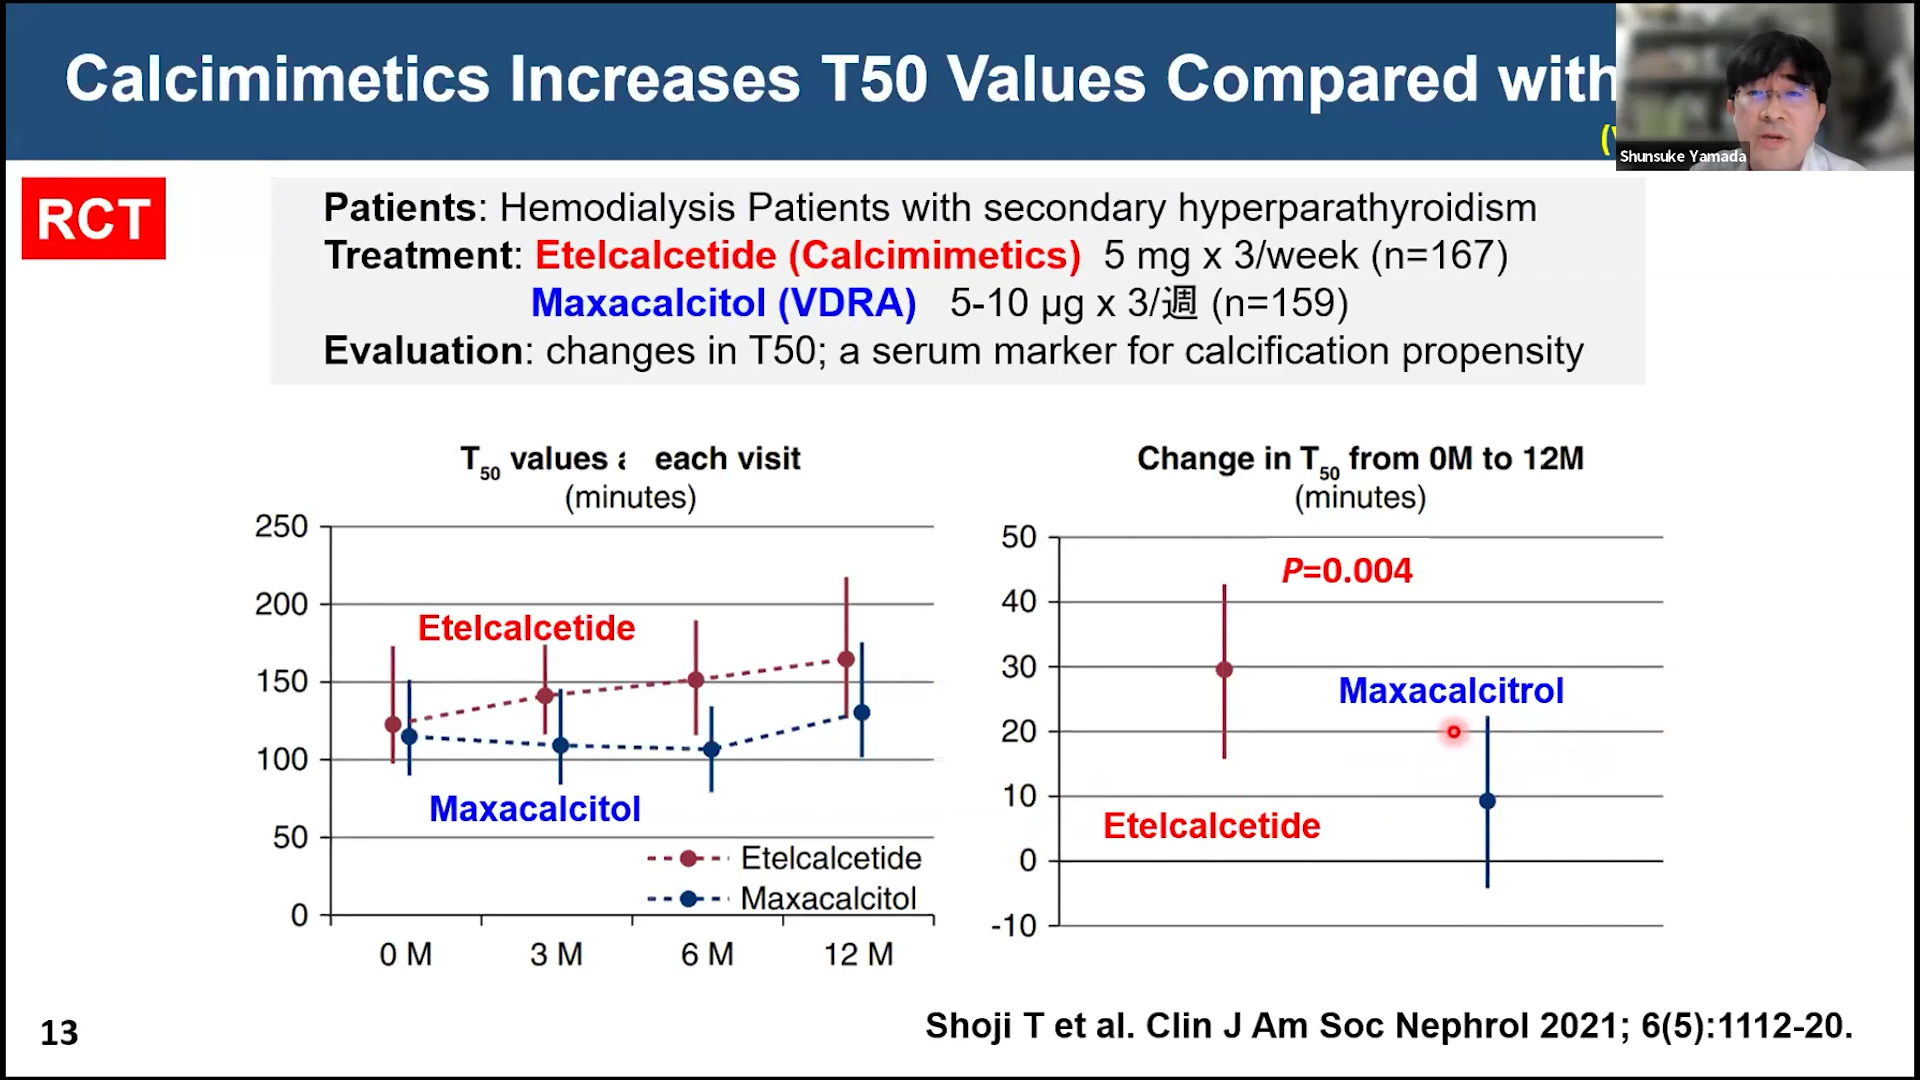 Calcimimetics Increases T50 Values Compared with
Shunsuke Yamada
RCT
Patients: Hemodialysis Patients with secondary hyperparathyroidism
Treatment: Etelcalcetide (Calcimimetics) 5 mg x 3/week (n=167)
Maxacalcitol (VDRA) 5-10 μg x 3/週 (n=159)
Evaluation: changes in T50; a serum marker for calcification propensity
T50 values each visit
(minutes)
250
200
150
100
50
0
Etelcalcetide
Maxacalcitol
Etelcalcetide
Maxacalcitol
0 M 3 M 6 M 12 M
Change in T50 from 0M to 12M
(minutes)
50
40
30
20
10
0
-10
P=0.004
Maxacalcitrol
Etelcalcetide
13
Shoji T et al. Clin J Am Soc Nephrol 2021; 6(5):1112-20.